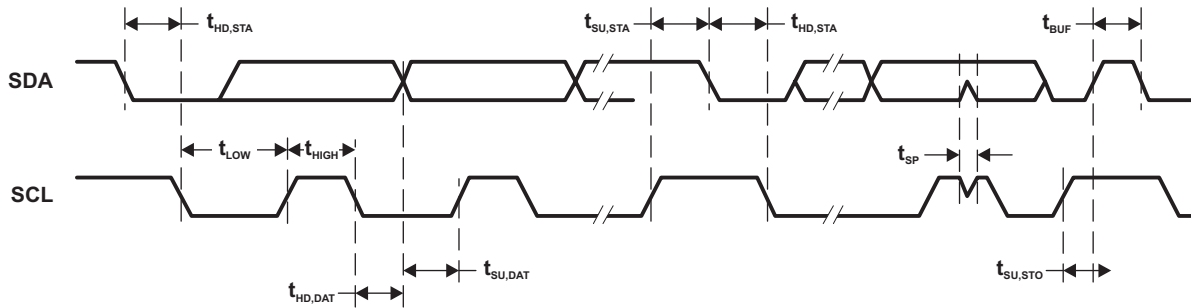 tHD,STA
tSU,STA
tHD,STA
tBUF
SDA
tLOW
tHIGH
tSP
SCL
tSU,DAT
tSU,STO
tHD,DAT